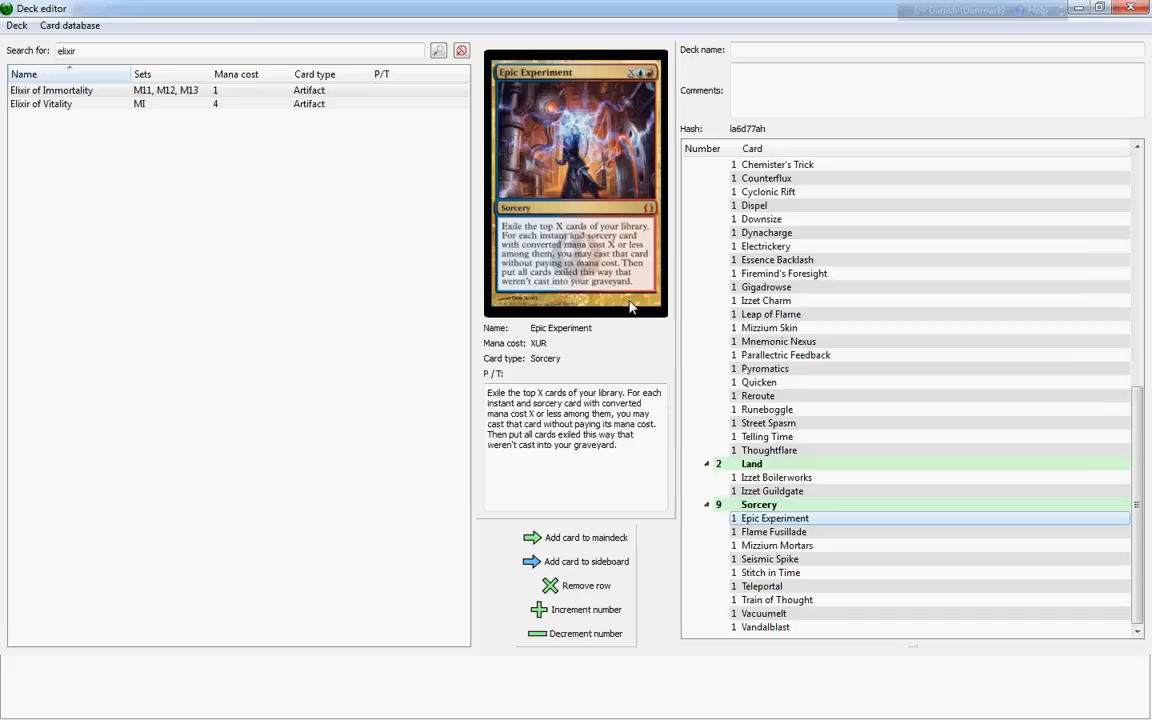 Deck editor
Danish (Denmark)
Help
Deck Card database
Search for: elixir
Name Sets Mana cost Card type P/T
Elixir of Immortality M11, M12, M13 1 Artifact
Elixir of Vitality MI 4 Artifact
Epic Experiment
Sorcery
Exile the top X cards of your library.
For each instant and sorcery card
with converted mana cost X or less
among them, you may cast that card
without paying its mana cost. Then
put all cards exiled this way that
weren't cast into your graveyard.
Name: Epic Experiment
Mana cost: XUR
Card type: Sorcery
P / T:
Exile the top X cards of your library. For each
instant and sorcery card with converted
mana cost X or less among them, you may
cast that card without paying its mana cost.
Then put all cards exiled this way that
weren't cast into your graveyard.
Add card to maindeck
Add card to sideboard
Remove row
Increment number
Decrement number
Deck name:
Comments:
Hash: la6d77ah
Number Card
1 Chemister's Trick
1 Counterflux
1 Cyclonic Rift
1 Dispel
1 Downsize
1 Dynacharge
1 Electrickery
1 Essence Backlash
1 Firemind's Foresight
1 Gigadrowse
1 Izzet Charm
1 Leap of Flame
1 Mizzium Skin
1 Mnemonic Nexus
1 Parallectric Feedback
1 Pyromatics
1 Quicken
1 Reroute
1 Runeboggle
1 Street Spasm
1 Telling Time
1 Thoughtflare
2 Land
1 Izzet Boilerworks
1 Izzet Guildgate
9 Sorcery
1 Epic Experiment
1 Flame Fusillade
1 Mizzium Mortars
1 Seismic Spike
1 Stitch in Time
1 Teleportal
1 Train of Thought
1 Vacuumelt
1 Vandalblast